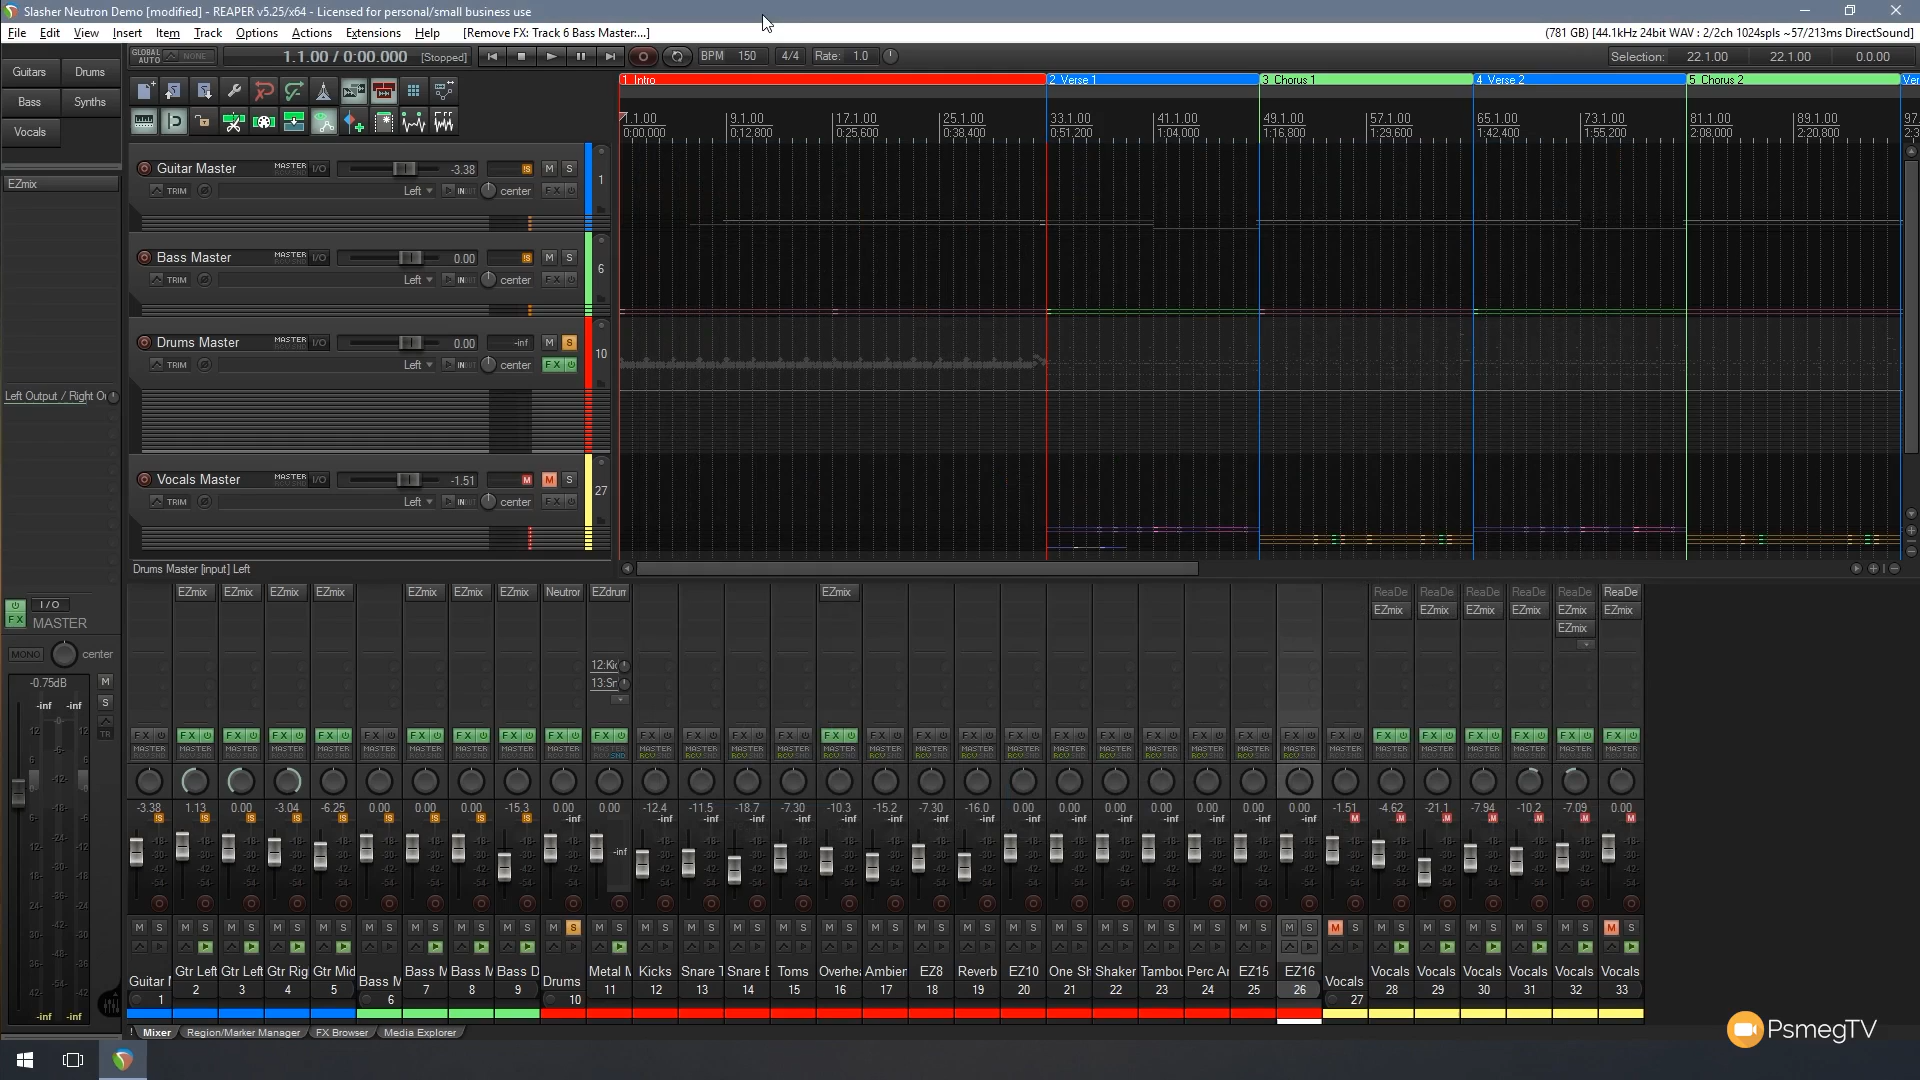 Slasher Neutron Demo [modified] - REAPER v5.25/x64 - Licensed for personal/small business use
File Edit View Insert Item Track Options Actions Extensions Help [Remove FX: Track 6 Bass Master:...] (781 GB) [44.1kHz 24bit WAV : 2/2ch 1024spls ~57/213ms DirectSound]
GLOBAL AUTO NONE 1.1.00 / 0:00.000 [Stopped] BPM 150 4/4 Rate: 1.0 Selection: 22.1.00 22.1.00 0.0.00
Guitars Drums
Bass Synths
Vocals
EZmix
Left Output / Right O
1 Intro 2 Verse 1 3 Chorus 1 4 Verse 2 5 Chorus 2 Ver
1.1.00 9.1.00 17.1.00 25.1.00 33.1.00 41.1.00 49.1.00 57.1.00 65.1.00 73.1.00 81.1.00 89.1.00 97.
0:00.000 0:12.800 0:25.600 0:38.400 0:51.200 1:04.000 1:16.800 1:29.600 1:42.400 1:55.200 2:08.000 2:20.800 2:3
Guitar Master MASTER I/O -3.38 M S 1
TRIM Left IN center FX
Bass Master MASTER I/O 0.00 M S 6
TRIM Left IN center FX
Drums Master MASTER I/O 0.00 -inf M S 10
TRIM Left IN center FX
Vocals Master MASTER I/O -1.51 M M S 27
TRIM Left IN center FX
Drums Master [input] Left
EZmix EZmix EZmix EZmix EZmix EZmix EZmix Neutror EZdrum EZmix ReaDe ReaDe ReaDe ReaDe ReaDe ReaDe
EZmix EZmix EZmix EZmix EZmix EZmix
EZmix
12:Kic
13:Sr
I/O
FX MASTER
MONO center
-0.75dB M
S
-inf -inf
TR
-3.38 1.13 0.00 -3.04 -6.25 0.00 0.00 0.00 -15.3 0.00 0.00 -12.4 -11.5 -18.7 -7.30 -10.3 -15.2 -7.30 -16.0 0.00 0.00 0.00 0.00 0.00 0.00 0.00 -1.51 -4.62 -21.1 -7.94 -10.2 -7.09 0.00
Guitar Gtr Left Gtr Left Gtr Rig Gtr Mid Bass M Bass M Bass M Bass D Drums Metal M Kicks Snare T Snare B Toms Overhea Ambien EZ8 Reverb EZ10 One Sh Shaker Tambou Perc Ar EZ15 EZ16 Vocals Vocals Vocals Vocals Vocals Vocals Vocals
1 2 3 4 5 6 7 8 9 10 11 12 13 14 15 16 17 18 19 20 21 22 23 24 25 26 27 28 29 30 31 32 33
-inf -inf
! Mixer Region/Marker Manager FX Browser Media Explorer
PsmegTV